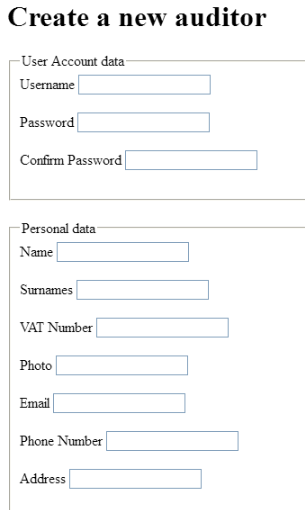 Create a new auditor
User Account data
Username
Password
Confirm Password
Personal data
Name
Surnames
VAT Number
Photo
Email
Phone Number
Address